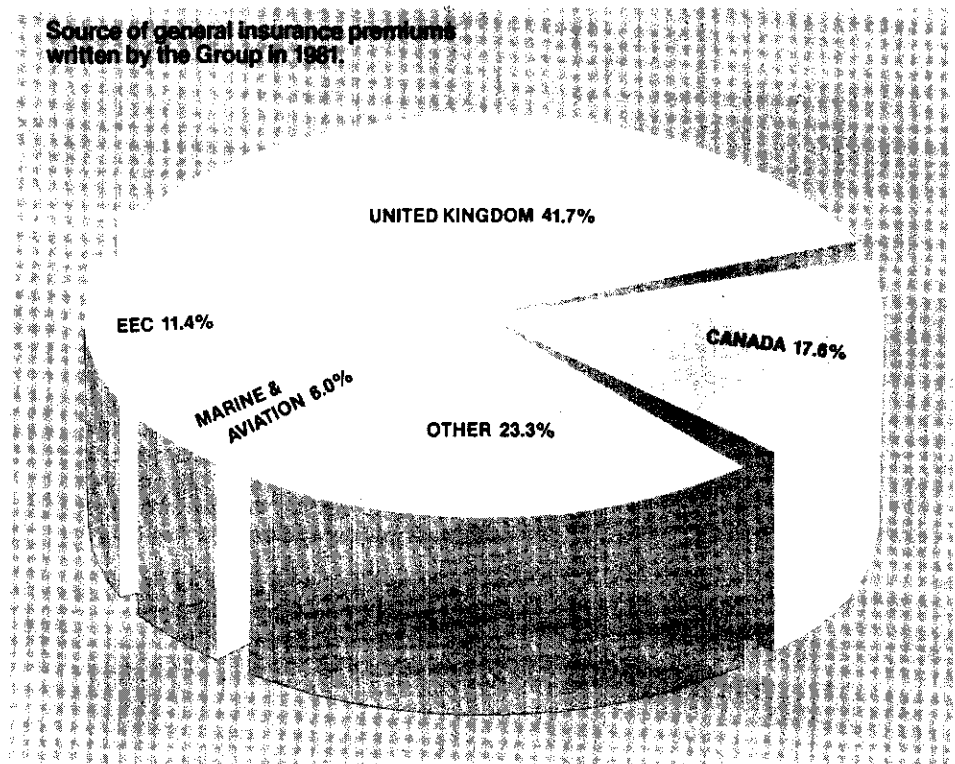 Source of general insurance premiums
written by the Group in 1981.
UNITED KINGDOM 41.7%
EEC 11.4%
CANADA 17.6%
MARINE &
AVIATION 6.0%
OTHER 23.3%